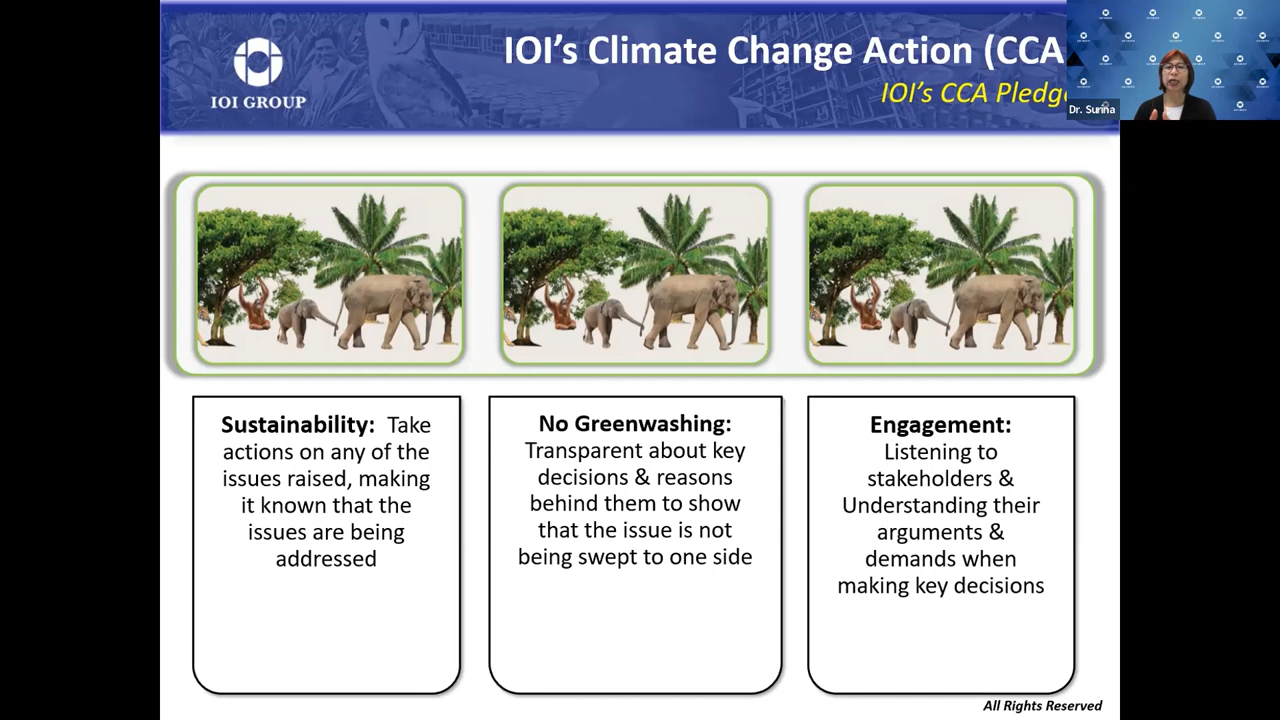 IOI GROUP
IOI’s Climate Change Action (CCA
IOI’s CCA Pledge
Dr. Surina
Sustainability: Take
actions on any of the
issues raised, making
it known that the
issues are being
addressed
No Greenwashing:
Transparent about key
decisions & reasons
behind them to show
that the issue is not
being swept to one side
Engagement:
Listening to
stakeholders &
Understanding their
arguments &
demands when
making key decisions
All Rights Reserved